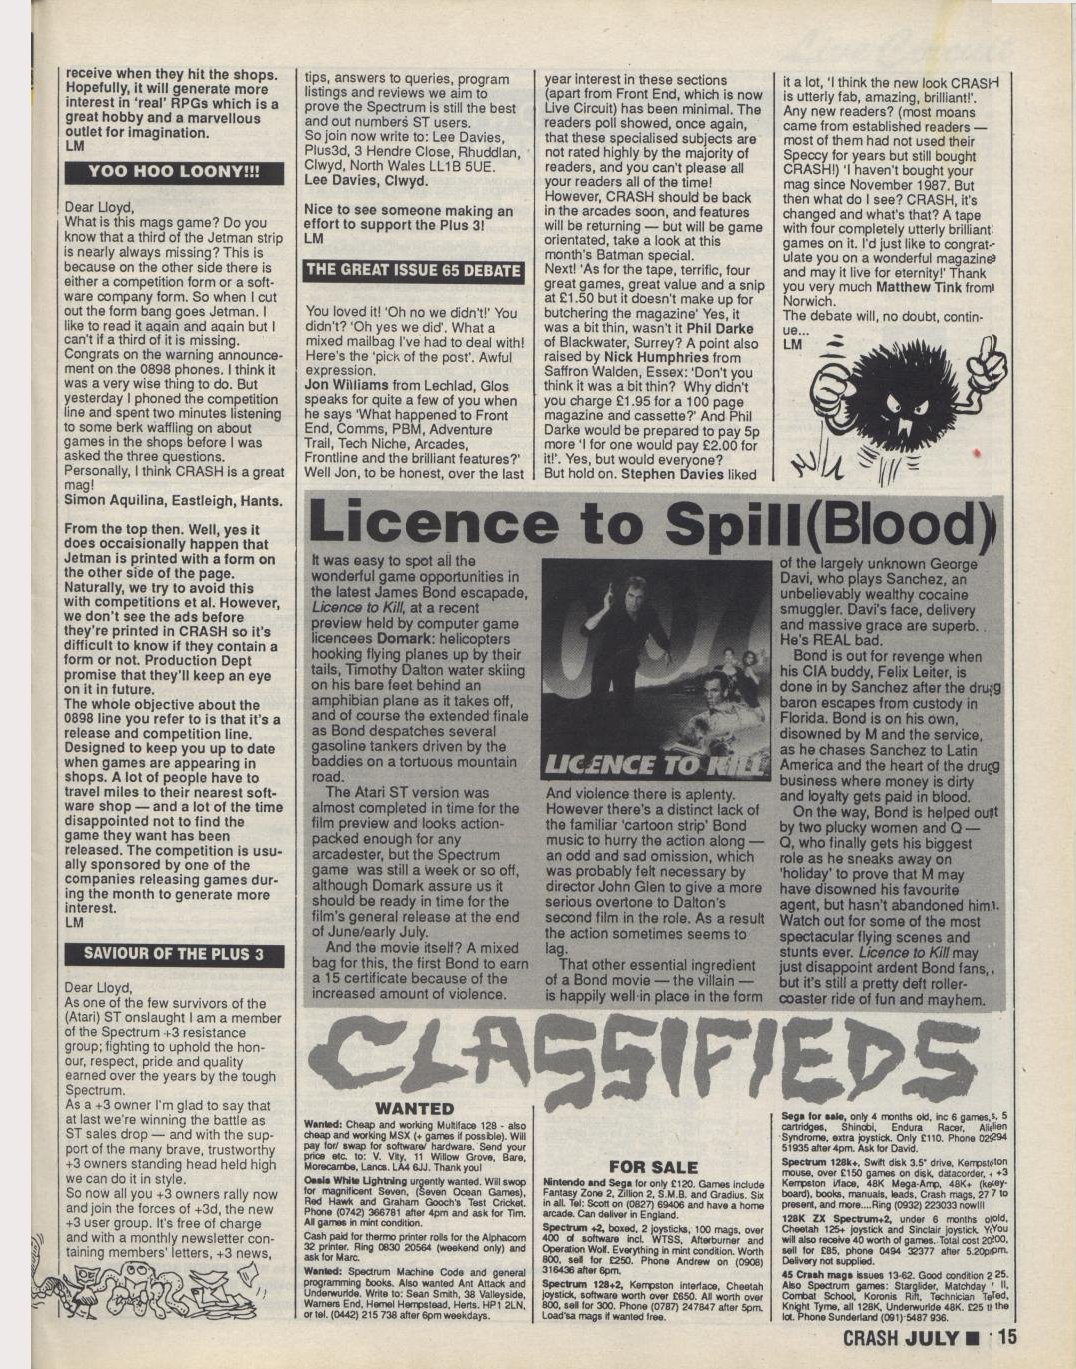 receive when they hit the shops.
Hopefully, it will generate more
interest in 'real' RPGs which is a
great hobby and a marvellous
outlet for imagination.
LM
YOO HOO LOONY!!!
Dear Lloyd,
What is this mags game? Do you
know that a third of the Jetman strip
is nearly always missing? This is
because on the other side there is
either a competition form or a soft-
ware company form. So when I cut
out the form bang goes Jetman. I
like to read it again and again but I
can't if a third of it is missing.
Congrats on the warning announce-
ment on the 0898 phones. I think it
was a very wise thing to do. But
yesterday I phoned the competition
line and spent two minutes listening
to some berk waffling on about
games in the shops before I was
asked the three questions.
Personally, I think CRASH is a great
mag!
Simon Aquilina, Eastleigh, Hants.
From the top then. Well, yes it
does occaisionally happen that
Jetman is printed with a form on
the other side of the page.
Naturally, we try to avoid this
with competitions et al. However,
we don't see the ads before
they're printed in CRASH so it's
difficult to know if they contain a
form or not. Production Dept
promise that they'll keep an eye
on it in future.
The whole objective about the
0898 line you refer to is that it's a
release and competition line.
Designed to keep you up to date
when games are appearing in
shops. A lot of people have to
travel miles to their nearest soft-
ware shop — and a lot of the time
disappointed not to find the
game they want has been
released. The competition is usu-
ally sponsored by one of the
companies releasing games dur-
ing the month to generate more
interest.
LM
SAVIOUR OF THE PLUS 3
Dear Lloyd,
As one of the few survivors of the
(Atari) ST onslaught I am a member
of the Spectrum +3 resistance
group; fighting to uphold the hon-
our, respect, pride and quality
earned over the years by the tough
Spectrum.
As a +3 owner I'm glad to say that
at last we're winning the battle as
ST sales drop — and with the sup-
port of the many brave, trustworthy
+3 owners standing head held high
we can do it in style.
So now all you +3 owners rally now
and join the forces of +3d, the new
+3 user group. It's free of charge
and with a monthly newsletter con-
taining members' letters, +3 news,
tips, answers to queries, program
listings and reviews we aim to
prove the Spectrum is still the best
and out numbers ST users.
So join now write to: Lee Davies,
Plus3d, 3 Hendre Close, Rhuddlan,
Clwyd, North Wales LL1B 5UE.
Lee Davies, Clwyd.
Nice to see someone making an
effort to support the Plus 3!
LM
THE GREAT ISSUE 65 DEBATE
You loved it! 'Oh no we didn't!' You
didn't? 'Oh yes we did'. What a
mixed mailbag I've had to deal with!
Here's the 'pick of the post'. Awful
expression.
Jon Williams from Lechlad, Glos
speaks for quite a few of you when
he says 'What happened to Front
End, Comms, PBM, Adventure
Trail, Tech Niche, Arcades,
Frontline and the brilliant features?'
Well Jon, to be honest, over the last
year interest in these sections
(apart from Front End, which is now
Live Circuit) has been minimal. The
readers poll showed, once again,
that these specialised subjects are
not rated highly by the majority of
readers, and you can't please all
your readers all of the time!
However, CRASH should be back
in the arcades soon, and features
will be returning — but will be game
orientated, take a look at this
month's Batman special.
Next! 'As for the tape, terrific, four
great games, great value and a snip
at £1.50 but it doesn't make up for
butchering the magazine' Yes, it
was a bit thin, wasn't it Phil Darke
of Blackwater, Surrey? A point also
raised by Nick Humphries from
Saffron Walden, Essex: 'Don't you
think it was a bit thin? Why didn't
you charge £1.95 for a 100 page
magazine and cassette?' And Phil
Darke would be prepared to pay 5p
more 'I for one would pay £2.00 for
it!'. Yes, but would everyone?
But hold on. Stephen Davies liked
it a lot, 'I think the new look CRASH
is utterly fab, amazing, brilliant!'.
Any new readers? (most moans
came from established readers —
most of them had not used their
Speccy for years but still bought
CRASH!) 'I haven't bought your
mag since November 1987. But
then what do I see? CRASH, it's
changed and what's that? A tape
with four completely utterly brilliant
games on it. I'd just like to congrat-
ulate you on a wonderful magazine
and may it live for eternity!' Thank
you very much Matthew Tink from
Norwich.
The debate will, no doubt, contin-
ue...
LM
Licence to Spill (Blood)
It was easy to spot all the
wonderful game opportunities in
the latest James Bond escapade,
Licence to Kill, at a recent
preview held by computer game
licencees Domark: helicopters
hooking flying planes up by their
tails, Timothy Dalton water skiing
on his bare feet behind an
amphibian plane as it takes off,
and of course the extended finale
as Bond despatches several
gasoline tankers driven by the
baddies on a tortuous mountain
road.
The Atari ST version was
almost completed in time for the
film preview and looks action-
packed enough for any
arcadester, but the Spectrum
game was still a week or so off,
although Domark assure us it
should be ready in time for the
film's general release at the end
of June/early July.
And the movie itself? A mixed
bag for this, the first Bond to earn
a 15 certificate because of the
increased amount of violence.
LICENCE TO KILL
And violence there is aplenty.
However there's a distinct lack of
the familiar 'cartoon strip' Bond
music to hurry the action along —
an odd and sad omission, which
was probably felt necessary by
director John Glen to give a more
serious overtone to Dalton's
second film in the role. As a result
the action sometimes seems to
lag.
That other essential ingredient
of a Bond movie — the villain —
is happily well-in place in the form
of the largely unknown George
Davi, who plays Sanchez, an
unbelievably wealthy cocaine
smuggler. Davi's face, delivery
and massive grace are superb. .
He's REAL bad.
Bond is out for revenge when
his CIA buddy, Felix Leiter, is
done in by Sanchez after the drug
baron escapes from custody in
Florida. Bond is on his own,
disowned by M and the service,
as he chases Sanchez to Latin
America and the heart of the drug
business where money is dirty
and loyalty gets paid in blood.
On the way, Bond is helped out
by two plucky women and Q —
Q, who finally gets his biggest
role as he sneaks away on
'holiday' to prove that M may
have disowned his favourite
agent, but hasn't abandoned him.
Watch out for some of the most
spectacular flying scenes and
stunts ever. Licence to Kill may
just disappoint ardent Bond fans,
but it's still a pretty deft roller-
coaster ride of fun and mayhem.
CLASSIFIEDS
WANTED
Wanted: Cheap and working Multiface 128 - also
cheap and working MSX (+ games if possible). Will
pay for/ swap for software/ hardware. Send your
price etc. to: V. Vity, 11 Willow Grove, Bare,
Morecambe, Lancs. LA4 6JJ. Thank you!
Oasis White Lightning urgently wanted. Will swop
for magnificent Seven, (Seven Ocean Games),
Red Hawk and Graham Gooch's Test Cricket.
Phone (0742) 366781 after 4pm and ask for Tim.
All games in mint condition.
Cash paid for thermo printer rolls for the Alphacom
32 printer. Ring 0830 20564 (weekend only) and
ask for Marc.
Wanted: Spectrum Machine Code and general
programming books. Also wanted Ant Attack and
Underwurlde. Write to: Sean Smith, 38 Valleyside,
Warners End, Hemel Hempstead, Herts. HP1 2LN,
or tel. (0442) 215 738 after 6pm weekdays.
FOR SALE
Nintendo and Sega for only £120. Games include
Fantasy Zone 2, Zillion 2, S.M.B. and Gradius. Six
in all. Tel: Scott on (0827) 69406 and have a home
arcade. Can deliver in England.
Spectrum +2, boxed, 2 joysticks, 100 mags, over
400 of software incl. WTSS, Afterburner and
Operation Wolf. Everything in mint condition. Worth
800, sell for £250. Phone Andrew on (0908)
316436 after 6pm.
Spectrum 128+2, Kempston interface, Cheetah
joystick, software worth over £650. All worth over
800, sell for 300. Phone (0787) 247847 after 5pm.
Load'sa mags if wanted free.
Sega for sale, only 4 months old, inc 6 games, 5
cartridges, Shinobi, Endura Racer, Alien
Syndrome, extra joystick. Only £110. Phone 0294
51935 after 4pm. Ask for David.
Spectrum 128k+, Swift disk 3.5" drive, Kempston
mouse, over £150 games on disk, datacorder, +3
Kempston i/face, 48K Mega-Amp, 48K+ (key-
board), books, manuals, leads, Crash mags, 27 to
present, and more....Ring (0932) 223033 now!!!
128K ZX Spectrum+2, under 6 months old,
Cheetah 125+ joystick and Sinclair joystick. You
will also receive 40 worth of games. Total cost 200,
sell for £85, phone 0494 32377 after 5.20pm.
Delivery not supplied.
45 Crash mags issues 13-62. Good condition 25.
Also Spectrum games: Starglider, Matchday II,
Combat School, Koronis Rift, Technician Ted,
Knight Tyme, all 128K, Underwurlde 48K. £25 the
lot. Phone Sunderland (091) 5487 936.
CRASH JULY ■ 15